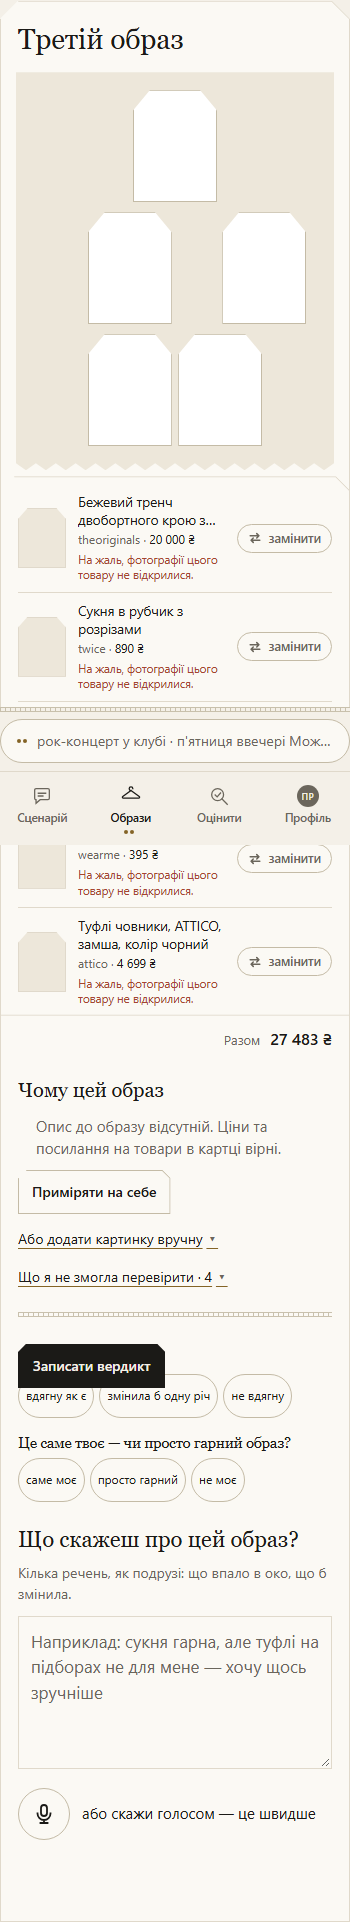 Третій образ
Бежевий тренч
двобортного крою з…
theoriginals · 20 000 ₴
На жаль, фотографії цього
товару не відкрилися.
замінити
Сукня в рубчик з
розрізами
twice · 890 ₴
На жаль, фотографії цього
товару не відкрилися.
замінити
рок-концерт у клубі · п'ятниця ввечері Мож…
Сценарій
Образи
Оцінити
ПР
Профіль
wearme · 395 ₴
На жаль, фотографії цього
товару не відкрилися.
замінити
Туфлі човники, ATTICO,
замша, колір чорний
attico · 4 699 ₴
На жаль, фотографії цього
товару не відкрилися.
замінити
Разом 27 483 ₴
Чому цей образ
Опис до образу відсутній. Ціни та
посилання на товари в картці вірні.
Приміряти на себе
Або додати картинку вручну
Що я не змогла перевірити · 4
Записати вердикт
вдягну як є
змінила б одну річ
не вдягну
Це саме твоє — чи просто гарний образ?
саме моє
просто гарний
не моє
Що скажеш про цей образ?
Кілька речень, як подрузі: що впало в око, що б
змінила.
Наприклад: сукня гарна, але туфлі на
підборах не для мене — хочу щось
зручніше
або скажи голосом — це швидше